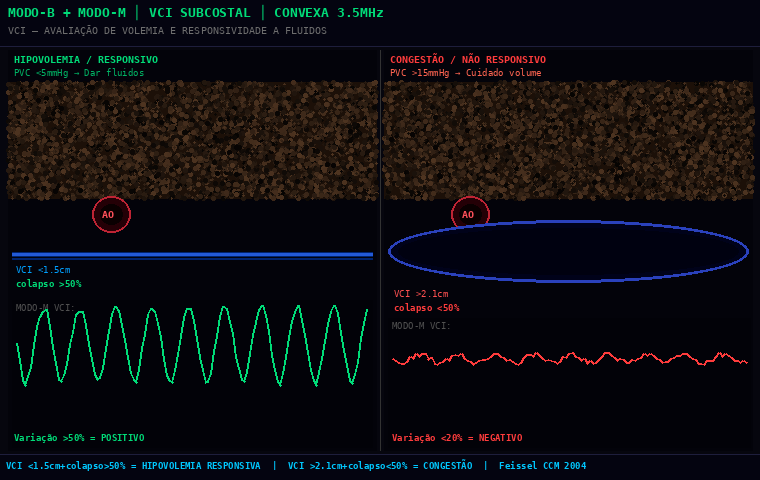 MODO-B + MODO-M | VCI SUBCOSTAL | CONVEXA 3.5MHz
VCI — AVALIAÇÃO DE VOLEMIA E RESPONSIVIDADE A FLUIDOS
HIPOVOLEMIA / RESPONSIVO
PVC <5mmHg → Dar fluidos
AO
VCI <1.5cm
colapso >50%
MODO-M VCI:
Variação >50% = POSITIVO
CONGESTÃO / NÃO RESPONSIVO
PVC >15mmHg → Cuidado volume
AO
VCI >2.1cm
colapso <50%
MODO-M VCI:
Variação <20% = NEGATIVO
VCI <1.5cm+colapso>50% = HIPOVOLEMIA RESPONSIVA | VCI >2.1cm+colapso<50% = CONGESTÃO | Feissel CCM 2004